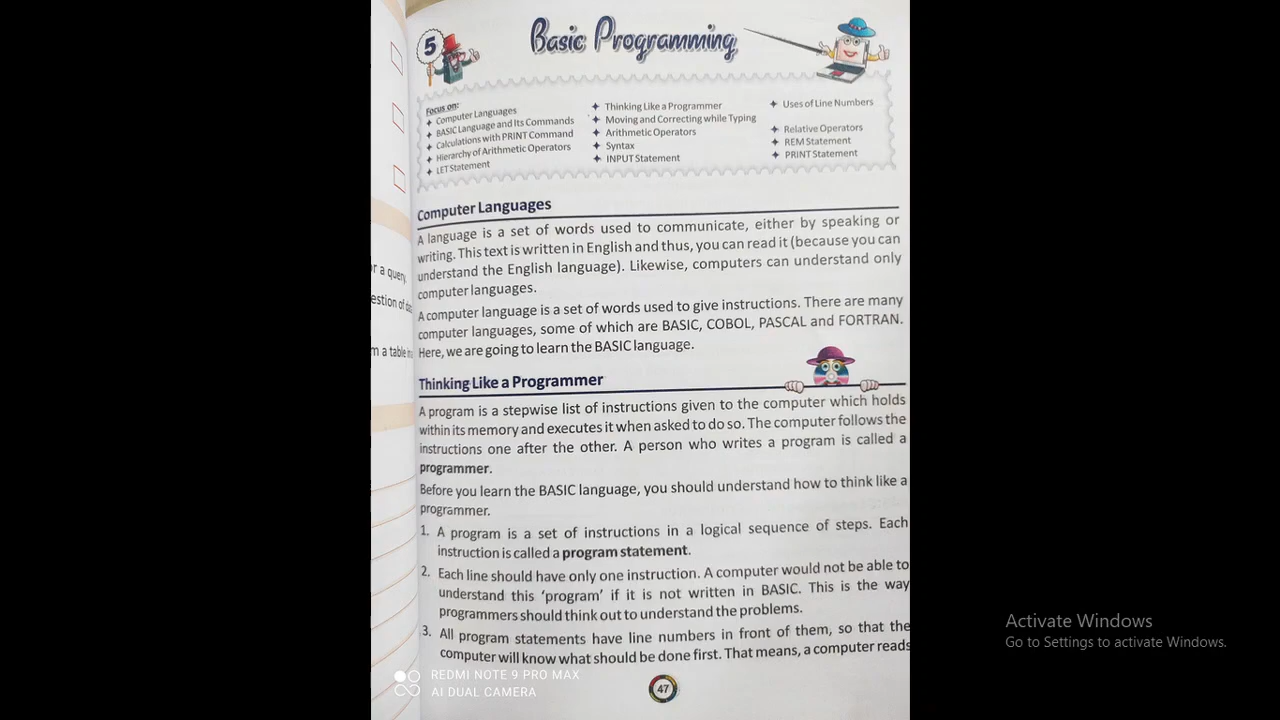 5
Basic Programming
Focus on:
✦ Computer Languages
✦ BASIC Language and Its Commands
✦ Calculations with PRINT Command
✦ Hierarchy of Arithmetic Operators
✦ LET Statement
✦ Thinking Like a Programmer
✦ Moving and Correcting while Typing
✦ Arithmetic Operators
✦ Syntax
✦ INPUT Statement
✦ Uses of Line Numbers
✦ Relative Operators
✦ REM Statement
✦ PRINT Statement
Computer Languages
A language is a set of words used to communicate, either by speaking or
writing. This text is written in English and thus, you can read it (because you can
understand the English language). Likewise, computers can understand only
computer languages.
A computer language is a set of words used to give instructions. There are many
computer languages, some of which are BASIC, COBOL, PASCAL and FORTRAN.
Here, we are going to learn the BASIC language.
Thinking Like a Programmer
A program is a stepwise list of instructions given to the computer which holds
within its memory and executes it when asked to do so. The computer follows the
instructions one after the other. A person who writes a program is called a
programmer.
Before you learn the BASIC language, you should understand how to think like a
programmer.
1. A program is a set of instructions in a logical sequence of steps. Each
instruction is called a program statement.
2. Each line should have only one instruction. A computer would not be able to
understand this 'program' if it is not written in BASIC. This is the way
programmers should think out to understand the problems.
3. All program statements have line numbers in front of them, so that the
computer will know what should be done first. That means, a computer reads
47
r a query,
estion of
m a table
REDMI NOTE 9 PRO MAX
AI DUAL CAMERA
Activate Windows
Go to Settings to activate Windows.